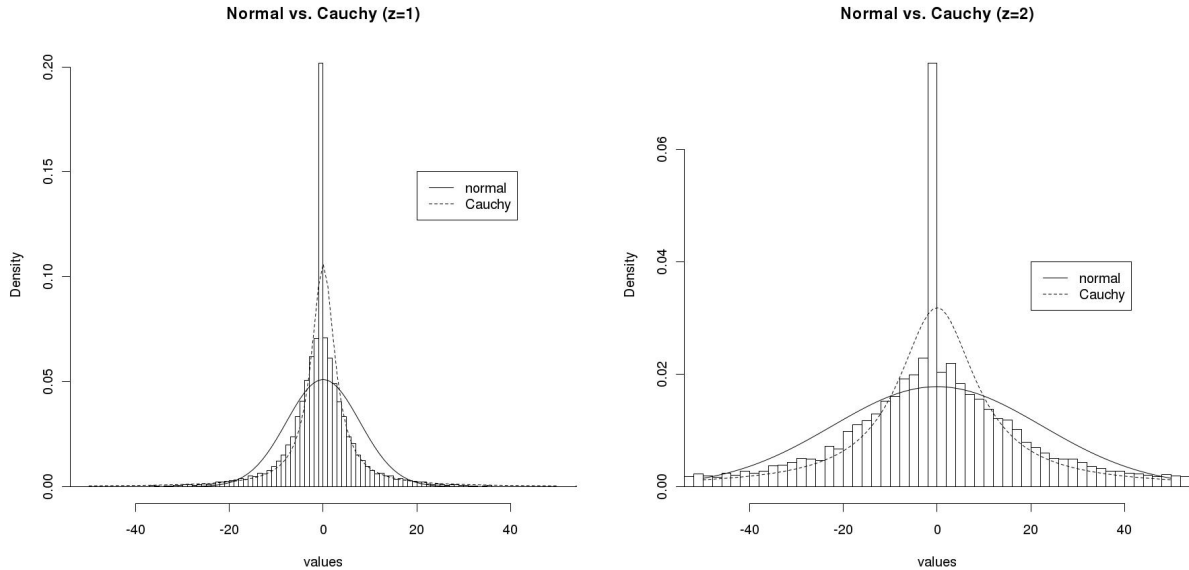 Normal vs. Cauchy (z=1)
0.20
0.15
0.10
0.05
0.00
Density
normal
Cauchy
-40
-20
0
20
40
values
Normal vs. Cauchy (z=2)
0.06
0.04
0.02
0.00
Density
normal
Cauchy
-40
-20
0
20
40
values